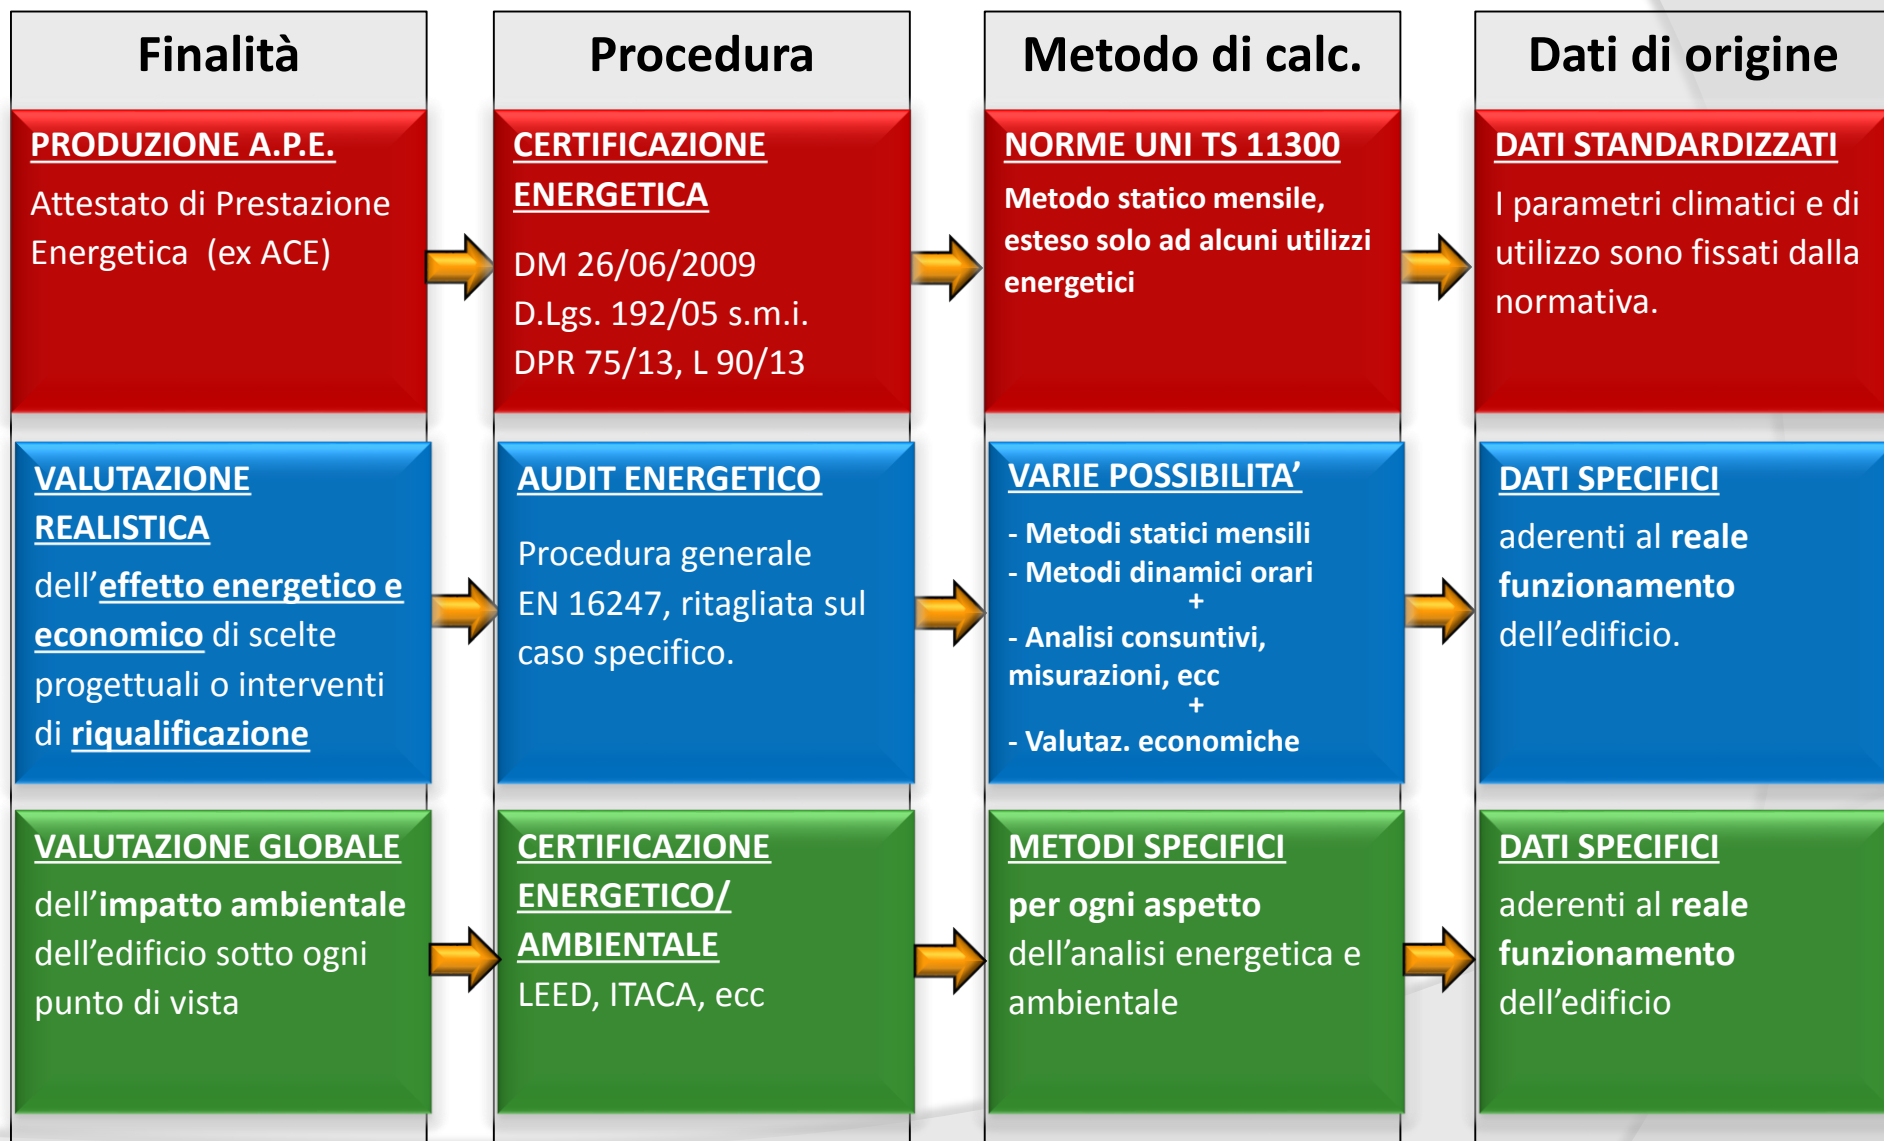 Finalità
Procedura
Metodo di calc.
Dati di origine
PRODUZIONE A.P.E.
Attestato di Prestazione
Energetica (ex ACE)
CERTIFICAZIONE
ENERGETICA
DM 26/06/2009
D.Lgs. 192/05 s.m.i.
DPR 75/13, L 90/13
NORME UNI TS 11300
Metodo statico mensile,
esteso solo ad alcuni utilizzi
energetici
DATI STANDARDIZZATI
I parametri climatici e di
utilizzo sono fissati dalla
normativa.
VALUTAZIONE
REALISTICA
dell’effetto energetico e
economico di scelte
progettuali o interventi
di riqualificazione
AUDIT ENERGETICO
Procedura generale
EN 16247, ritagliata sul
caso specifico.
VARIE POSSIBILITA’
- Metodi statici mensili
- Metodi dinamici orari
+
- Analisi consuntivi,
misurazioni, ecc
+
- Valutaz. economiche
DATI SPECIFICI
aderenti al reale
funzionamento
dell’edificio.
VALUTAZIONE GLOBALE
dell’impatto ambientale
dell’edificio sotto ogni
punto di vista
CERTIFICAZIONE
ENERGETICO/
AMBIENTALE
LEED, ITACA, ecc
METODI SPECIFICI
per ogni aspetto
dell’analisi energetica e
ambientale
DATI SPECIFICI
aderenti al reale
funzionamento
dell’edificio